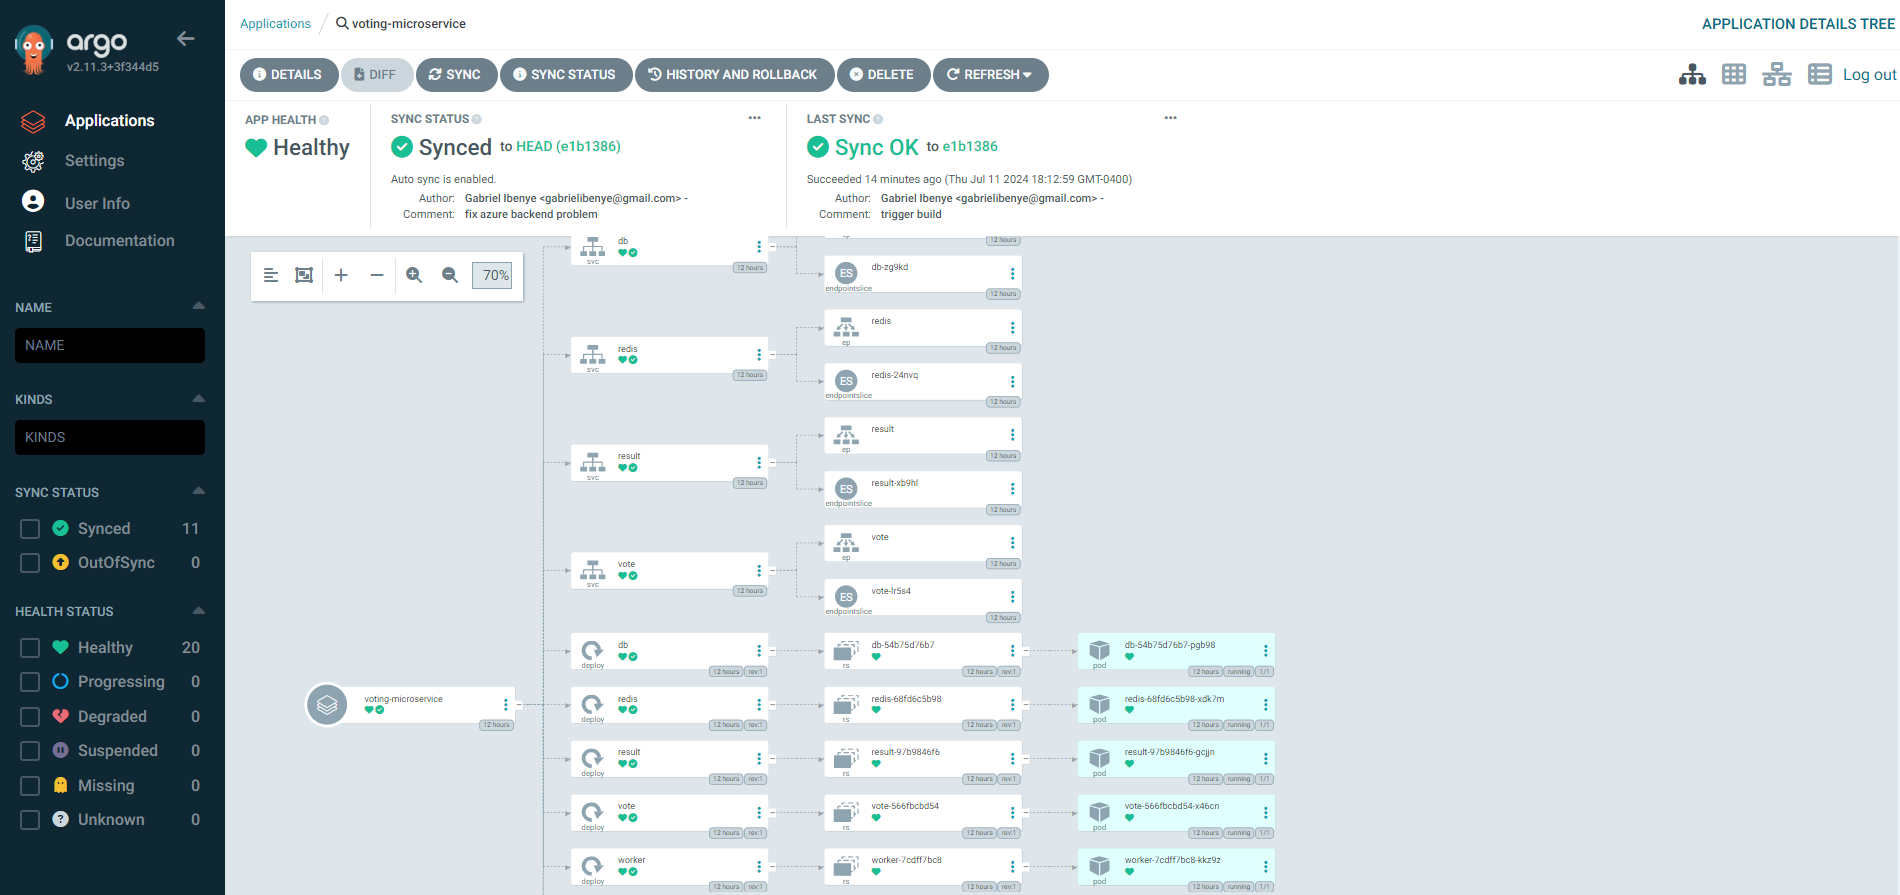 argo
v2.11.3+3f344d5
Applications
Settings
User Info
Documentation
NAME
NAME
KINDS
KINDS
SYNC STATUS
Synced 11
OutOfSync 0
HEALTH STATUS
Healthy 20
Progressing 0
Degraded 0
Suspended 0
Missing 0
Unknown 0
Applications / voting-microservice
APPLICATION DETAILS TREE
DETAILS DIFF SYNC SYNC STATUS HISTORY AND ROLLBACK DELETE REFRESH
Log out
APP HEALTH
Healthy
SYNC STATUS
Synced to HEAD (e1b1386)
Auto sync is enabled.
Author: Gabriel Ibenye <gabrielibenye@gmail.com> -
Comment: fix azure backend problem
LAST SYNC
Sync OK to e1b1386
Succeeded 14 minutes ago (Thu Jul 11 2024 18:12:59 GMT-0400)
Author: Gabriel Ibenye <gabrielibenye@gmail.com> -
Comment: trigger build
70%
voting-microservice
12 hours
db
svc
12 hours
ep
12 hours
ES
db-zg9kd
endpointslice
12 hours
redis
svc
12 hours
redis
ep
12 hours
ES
redis-24nvq
endpointslice
12 hours
result
svc
12 hours
result
ep
12 hours
ES
result-xb9hl
endpointslice
12 hours
vote
svc
12 hours
vote
ep
12 hours
ES
vote-lr5s4
endpointslice
12 hours
db
deploy
12 hours rev:1
db-54b75d76b7
rs
12 hours rev:1
db-54b75d76b7-pgb98
pod
12 hours running 1/1
redis
deploy
12 hours rev:1
redis-68fd6c5b98
rs
12 hours rev:1
redis-68fd6c5b98-xdk7m
pod
12 hours running 1/1
result
deploy
12 hours rev:1
result-97b9846f6
rs
12 hours rev:1
result-97b9846f6-gcjjn
pod
12 hours running 1/1
vote
deploy
12 hours rev:1
vote-566fbcbd54
rs
12 hours rev:1
vote-566fbcbd54-x46cn
pod
12 hours running 1/1
worker
deploy
12 hours rev:1
worker-7cdff7bc8
rs
12 hours rev:1
worker-7cdff7bc8-kkz9z
pod
12 hours running 1/1